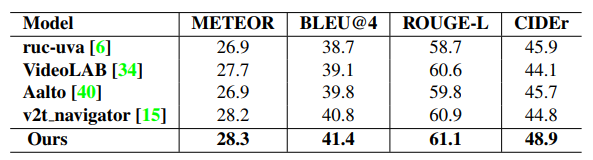 Model METEOR BLEU@4 ROUGE-L CIDEr
ruc-uva [6] 26.9 38.7 58.7 45.9
VideoLAB [34] 27.7 39.1 60.6 44.1
Aalto [40] 26.9 39.8 59.8 45.7
v2t_navigator [15] 28.2 40.8 60.9 44.8
Ours 28.3 41.4 61.1 48.9